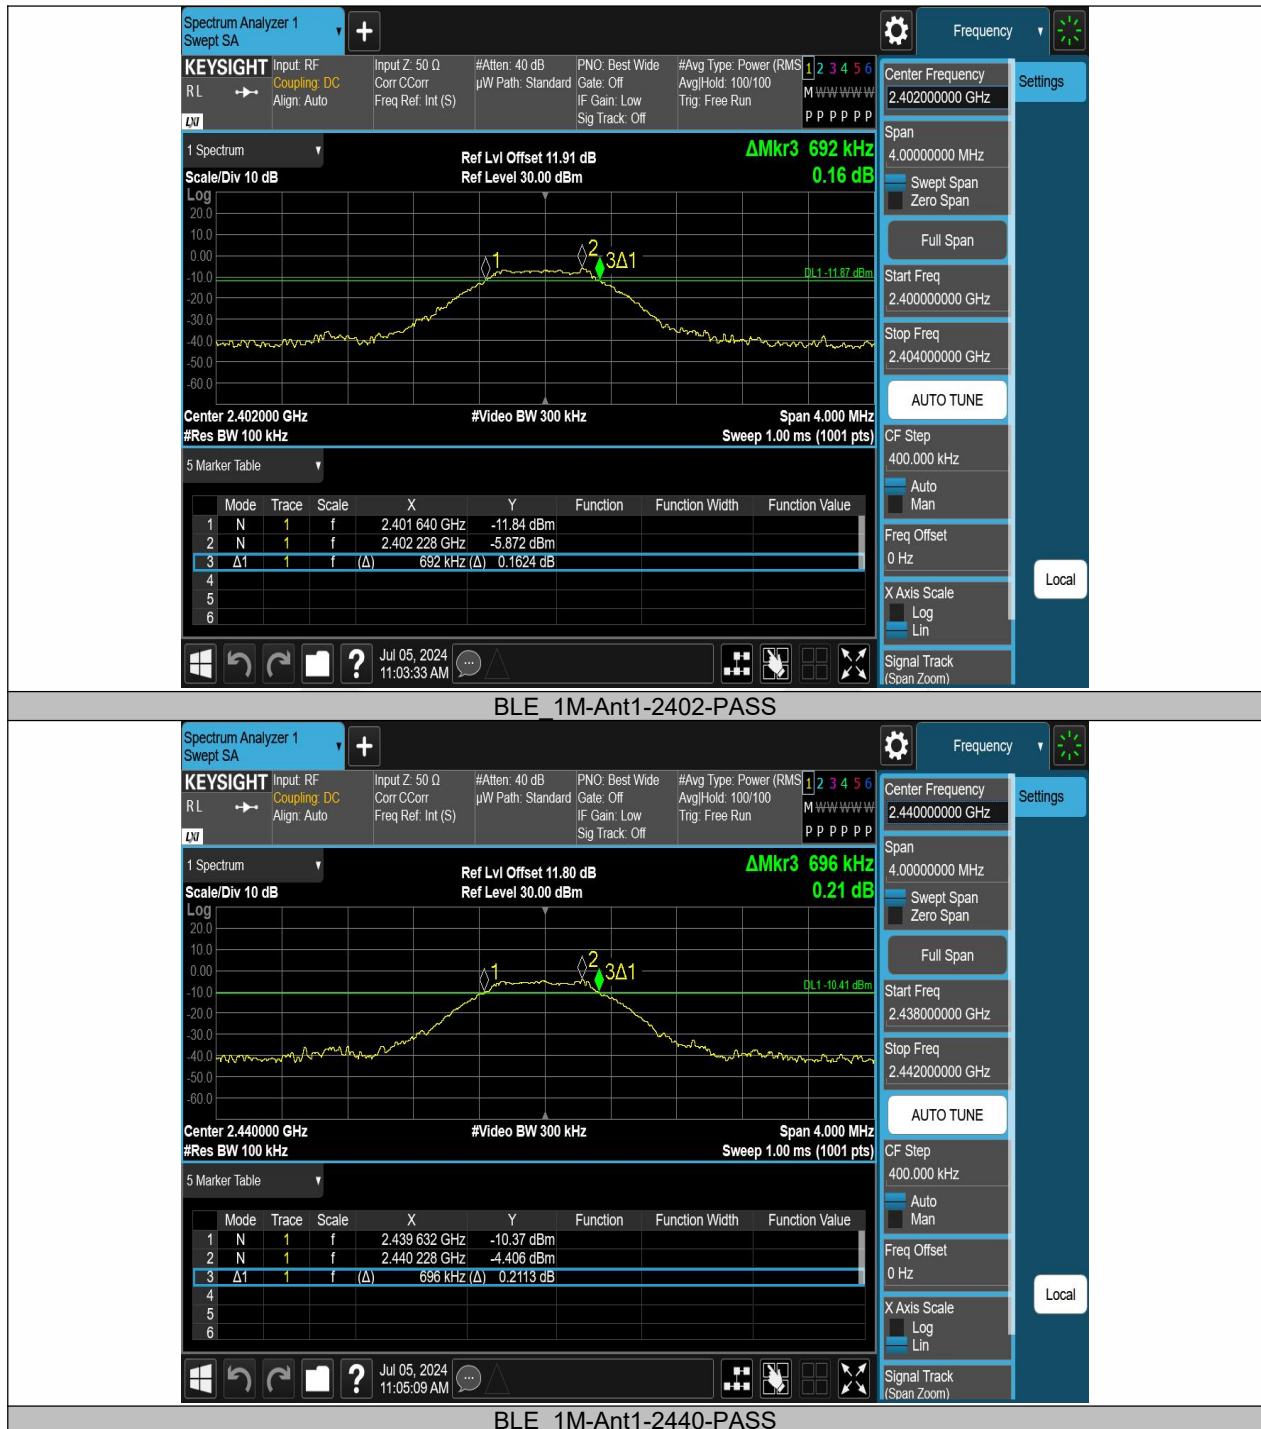 Spectrum Analyzer 1
Swept SA
+
Frequency
KEYSIGHT
RL
LXI
Input: RF
Coupling: DC
Align: Auto
Input Z: 50 Ω
Corr CCorr
Freq Ref: Int (S)
#Atten: 40 dB
µW Path: Standard
PNO: Best Wide
Gate: Off
IF Gain: Low
Sig Track: Off
#Avg Type: Power (RMS
Avg|Hold: 100/100
Trig: Free Run
1 2 3 4 5 6
M W W W W W
P P P P P P
Center Frequency
2.402000000 GHz
Settings
Span
4.00000000 MHz
Swept Span
Zero Span
Full Span
Start Freq
2.400000000 GHz
Stop Freq
2.404000000 GHz
AUTO TUNE
CF Step
400.000 kHz
Auto
Man
Freq Offset
0 Hz
X Axis Scale
Log
Lin
Signal Track
(Span Zoom)
Local
1 Spectrum
Scale/Div 10 dB
Ref Lvl Offset 11.91 dB
Ref Level 30.00 dBm
ΔMkr3 692 kHz
0.16 dB
Log
20.0
10.0
0.00
-10.0
-20.0
-30.0
-40.0
-50.0
-60.0
1
2
3Δ1
DL1 -11.87 dBm
Center 2.402000 GHz
#Video BW 300 kHz
Span 4.000 MHz
#Res BW 100 kHz
Sweep 1.00 ms (1001 pts)
5 Marker Table
Mode Trace Scale X Y Function Function Width Function Value
1 N 1 f 2.401 640 GHz -11.84 dBm
2 N 1 f 2.402 228 GHz -5.872 dBm
3 Δ1 1 f (Δ) 692 kHz (Δ) 0.1624 dB
4
5
6
?
Jul 05, 2024
11:03:33 AM
BLE_1M-Ant1-2402-PASS
Spectrum Analyzer 1
Swept SA
+
Frequency
KEYSIGHT
RL
LXI
Input: RF
Coupling: DC
Align: Auto
Input Z: 50 Ω
Corr CCorr
Freq Ref: Int (S)
#Atten: 40 dB
µW Path: Standard
PNO: Best Wide
Gate: Off
IF Gain: Low
Sig Track: Off
#Avg Type: Power (RMS
Avg|Hold: 100/100
Trig: Free Run
1 2 3 4 5 6
M W W W W W
P P P P P P
Center Frequency
2.440000000 GHz
Settings
Span
4.00000000 MHz
Swept Span
Zero Span
Full Span
Start Freq
2.438000000 GHz
Stop Freq
2.442000000 GHz
AUTO TUNE
CF Step
400.000 kHz
Auto
Man
Freq Offset
0 Hz
X Axis Scale
Log
Lin
Signal Track
(Span Zoom)
Local
1 Spectrum
Scale/Div 10 dB
Ref Lvl Offset 11.80 dB
Ref Level 30.00 dBm
ΔMkr3 696 kHz
0.21 dB
Log
20.0
10.0
0.00
-10.0
-20.0
-30.0
-40.0
-50.0
-60.0
1
2
3Δ1
DL1 -10.41 dBm
Center 2.440000 GHz
#Video BW 300 kHz
Span 4.000 MHz
#Res BW 100 kHz
Sweep 1.00 ms (1001 pts)
5 Marker Table
Mode Trace Scale X Y Function Function Width Function Value
1 N 1 f 2.439 632 GHz -10.37 dBm
2 N 1 f 2.440 228 GHz -4.406 dBm
3 Δ1 1 f (Δ) 696 kHz (Δ) 0.2113 dB
4
5
6
?
Jul 05, 2024
11:05:09 AM
BLE_1M-Ant1-2440-PASS